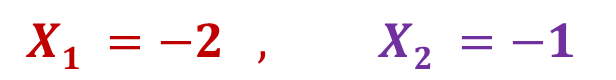 X₁ = −2 , X₂ = −1